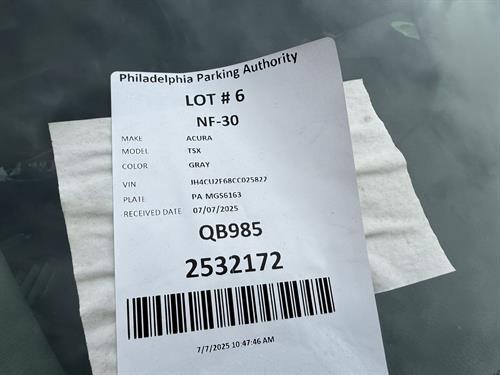 Philadelphia Parking Authority
LOT # 6
NF-30
MAKE ACURA
MODEL TSX
COLOR GRAY
VIN JH4CU2F68CC025827
PLATE PA MGS6163
RECEIVED DATE 07/07/2025
QB985
2532172
7/7/2025 10:47:46 AM